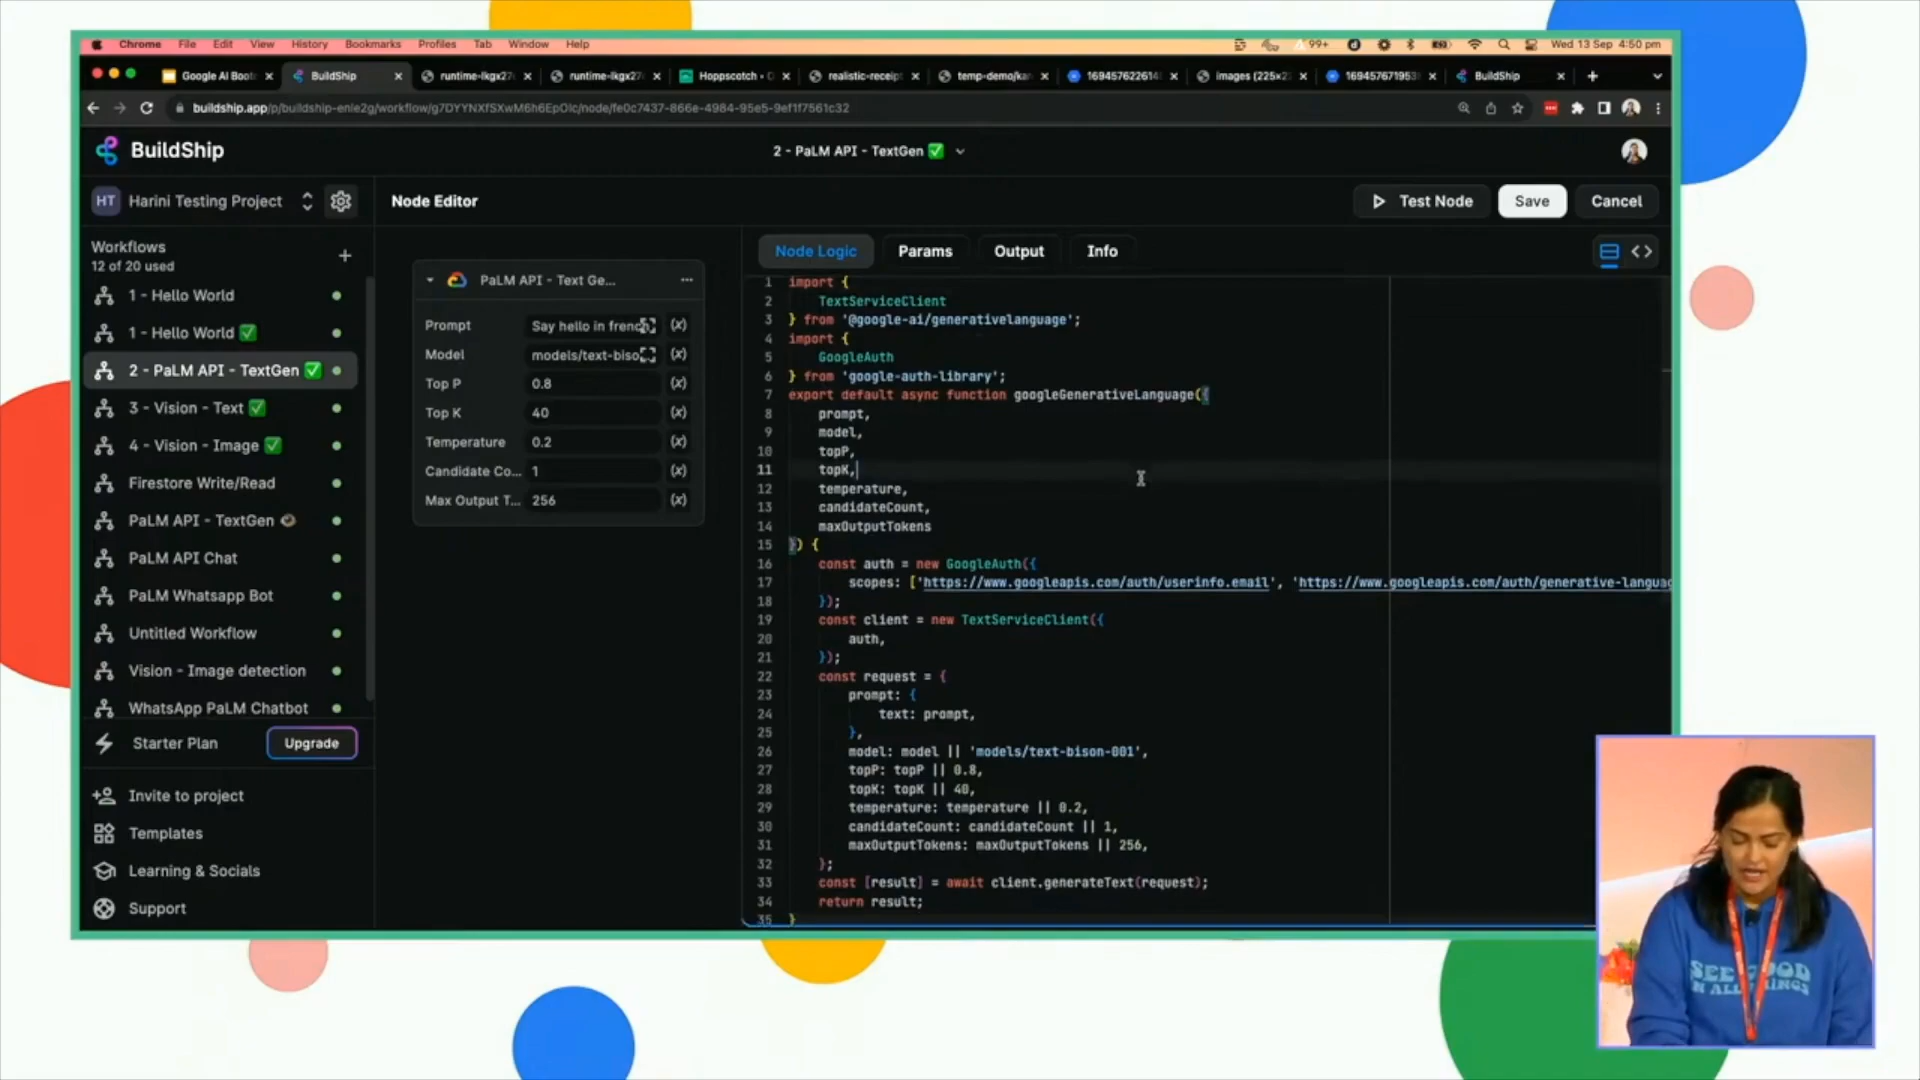 Chrome File Edit View History Bookmarks Profiles Tab Window Help
99+ Wed 13 Sep 4:50 pm
Google AI Boot
BuildShip
runtime-lkgx27
runtime-lkgx27
Hoppscotch • O
realistic-receipt
temp-demo/ka
images (225x2
BuildShip
buildship.app/p/buildship-enle2g/workflow/g7DYYNXfSXwM6h6EpOlc/node/fe0c7437-866e-4984-95e5-9ef1f7561c32
BuildShip
2 - PaLM API - TextGen ✅
HT Harini Testing Project
Node Editor
Test Node
Save
Cancel
Workflows
12 of 20 used
1 - Hello World
1 - Hello World ✅
2 - PaLM API - TextGen ✅
3 - Vision - Text ✅
4 - Vision - Image ✅
Firestore Write/Read
PaLM API - TextGen
PaLM API Chat
PaLM Whatsapp Bot
Untitled Workflow
Vision - Image detection
WhatsApp PaLM Chatbot
Starter Plan
Upgrade
Invite to project
Templates
Learning & Socials
Support
PaLM API - Text Ge...
Prompt Say hello in french (x)
Model models/text-biso (x)
Top P 0.8 (x)
Top K 40 (x)
Temperature 0.2 (x)
Candidate Co... 1 (x)
Max Output T... 256 (x)
Node Logic
Params
Output
Info
1 import {
2 TextServiceClient
3 } from '@google-ai/generativelanguage';
4 import {
5 GoogleAuth
6 } from 'google-auth-library';
7 export default async function googleGenerativeLanguage({
8 prompt,
9 model,
10 topP,
11 topK,
12 temperature,
13 candidateCount,
14 maxOutputTokens
15 }) {
16 const auth = new GoogleAuth({
17 scopes: ['https://www.googleapis.com/auth/userinfo.email', 'https://www.googleapis.com/auth/generative-languag
18 });
19 const client = new TextServiceClient({
20 auth,
21 });
22 const request = {
23 prompt: {
24 text: prompt,
25 },
26 model: model || 'models/text-bison-001',
27 topP: topP || 0.8,
28 topK: topK || 40,
29 temperature: temperature || 0.2,
30 candidateCount: candidateCount || 1,
31 maxOutputTokens: maxOutputTokens || 256,
32 };
33 const [result] = await client.generateText(request);
34 return result;
35 }
SEE GOOD
IN ALL THINGS